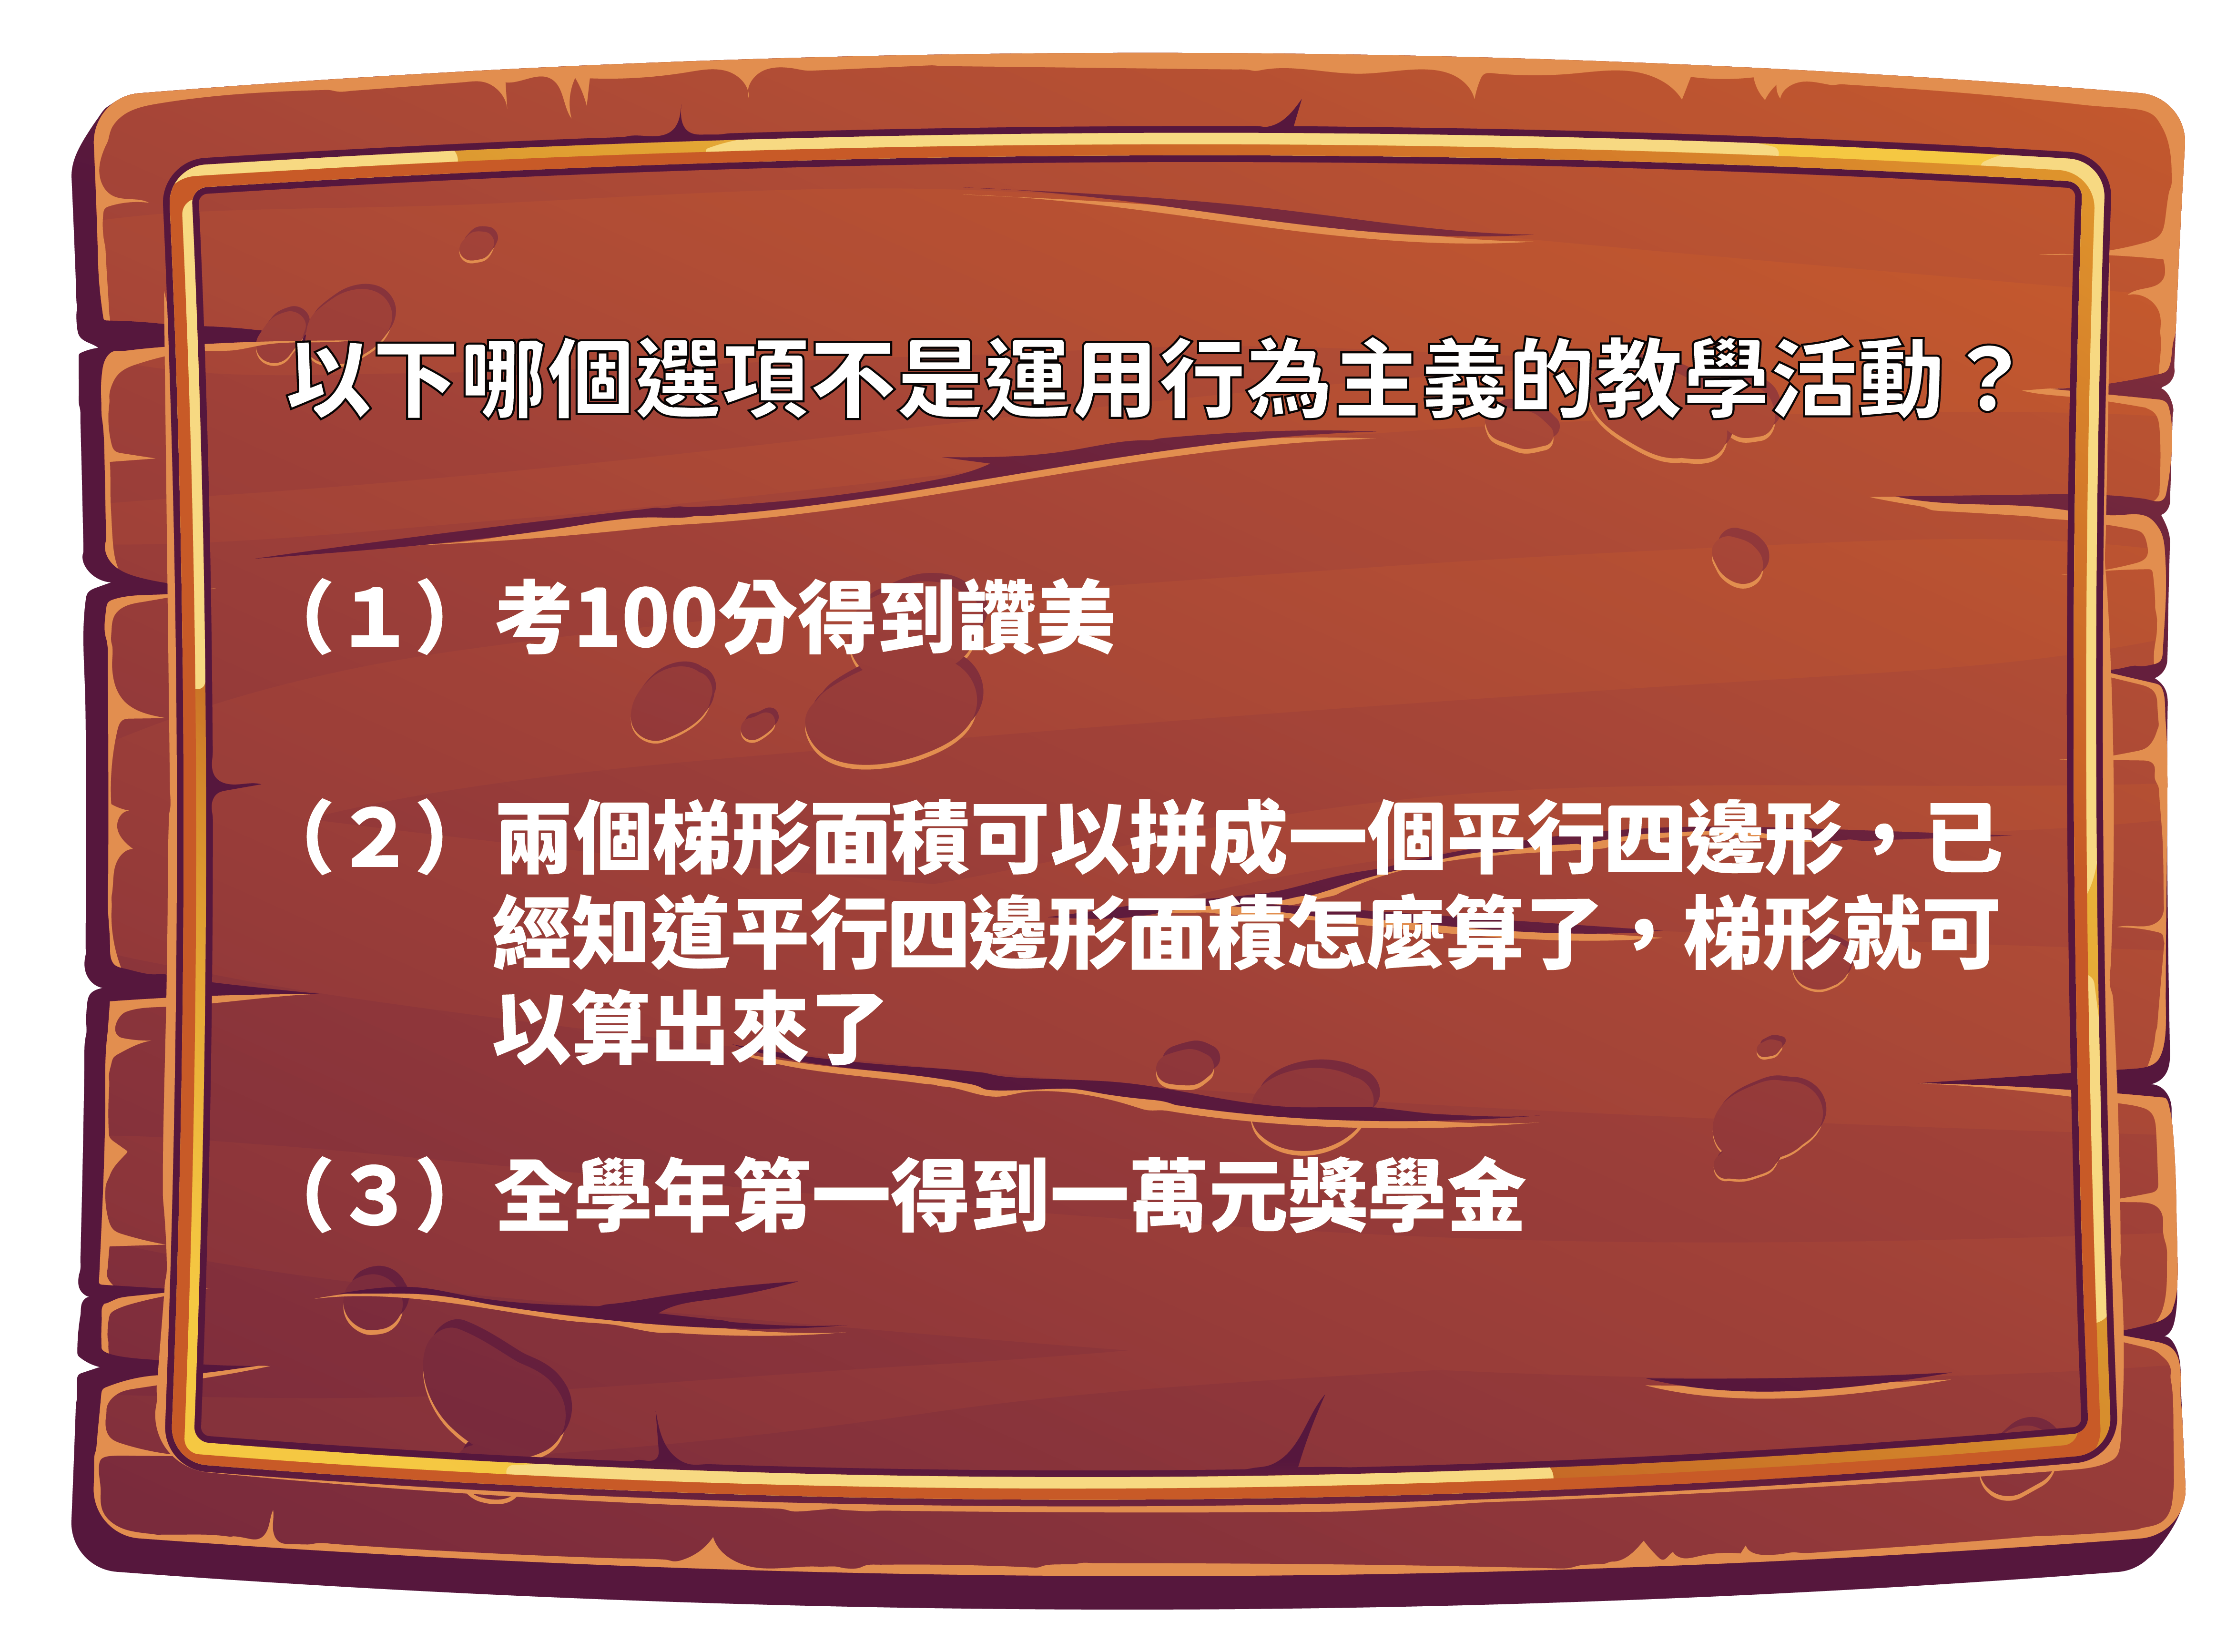 以下哪個選項不是運用行為主義的教學活動？
（1）考100分得到讚美
（2）兩個梯形面積可以拼成一個平行四邊形，已
經知道平行四邊形面積怎麼算了，梯形就可
以算出來了
（3）全學年第一得到一萬元獎學金